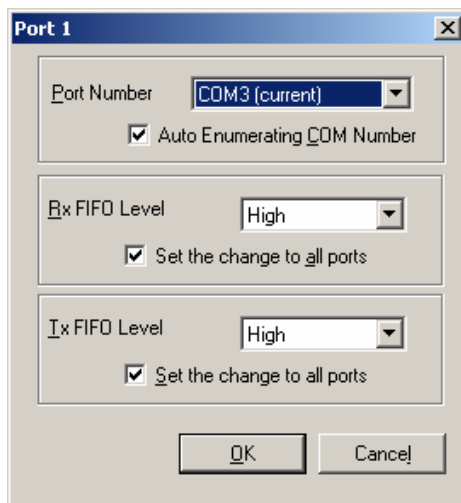 Port 1
Port Number COM3 (current)
Auto Enumerating COM Number
Rx FIFO Level High
Set the change to all ports
Tx FIFO Level High
Set the change to all ports
OK Cancel